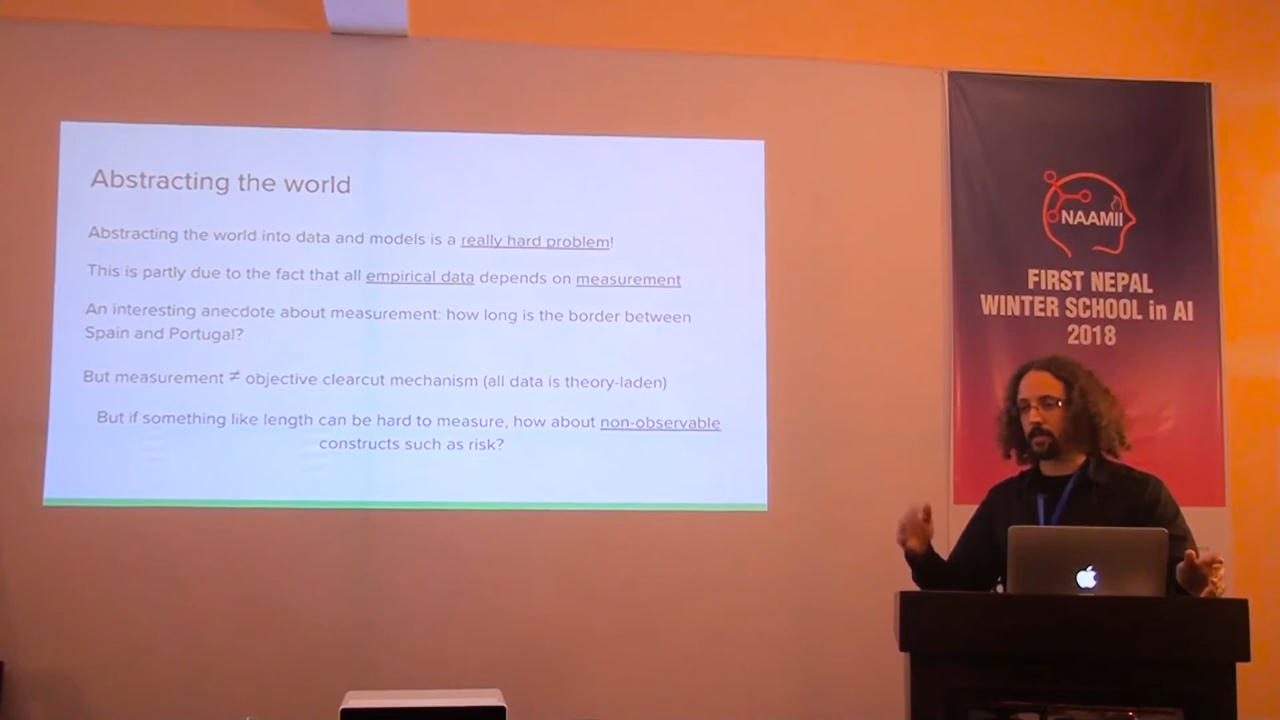 Abstracting the world
Abstracting the world into data and models is a really hard problem!
This is partly due to the fact that all empirical data depends on measurement
An interesting anecdote about measurement: how long is the border between
Spain and Portugal?
But measurement ≠ objective clearcut mechanism (all data is theory-laden)
But if something like length can be hard to measure, how about non-observable
constructs such as risk?
NAAMII
FIRST NEPAL
WINTER SCHOOL in AI
2018